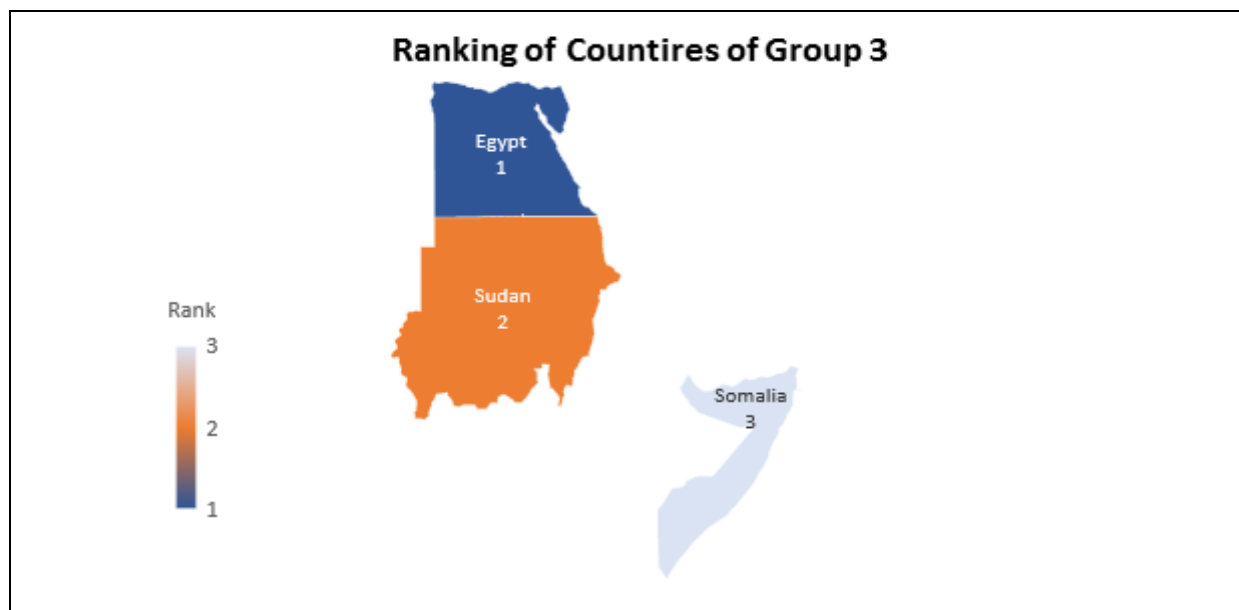 Ranking of Countires of Group 3
Egypt
1
Sudan
2
Rank
3
2
1
Somalia
3